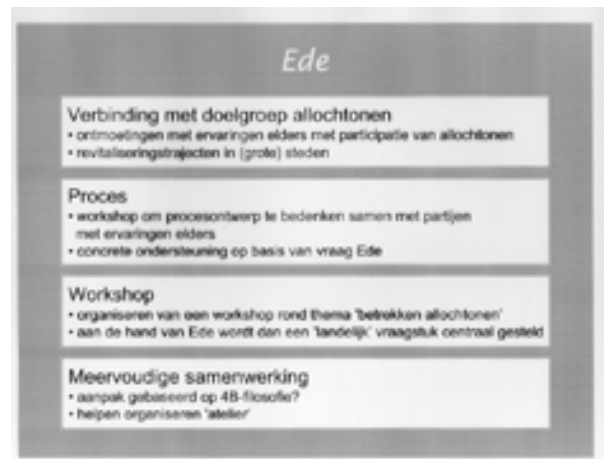 Ede
Verbinding met doelgroep allochtonen
• ontmoetingen met ervaringen elders met participatie van allochtonen
• revitaliseringstrajecten in (grote) steden
Proces
• workshop om procesontwerp te bedenken samen met partijen
met ervaringen elders
• concrete ondersteuning op basis van vraag Ede
Workshop
• organiseren van een workshop rond thema 'betrekken allochtonen'
• aan de hand van Ede wordt dan een 'landelijk' vraagstuk centraal gesteld
Meervoudige samenwerking
• aanpak gebaseerd op 4B-filosofie?
• helpen organiseren 'atelier'